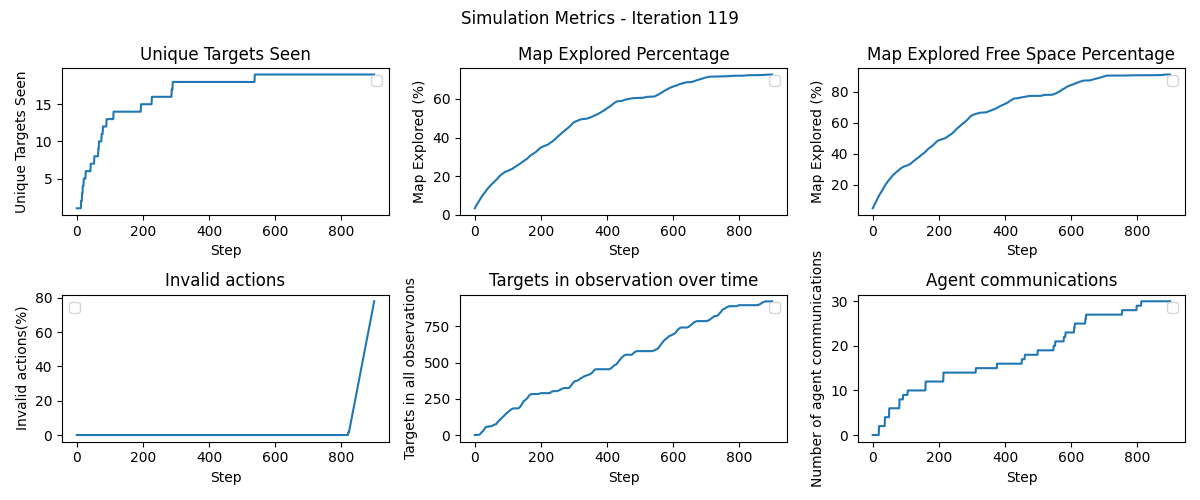 Simulation Metrics - Iteration 119
Unique Targets Seen
Map Explored Percentage
Map Explored Free Space Percentage
Unique Targets Seen
15
10
5
0
200
400
600
800
Step
Map Explored (%)
60
40
20
0
0
200
400
600
800
Step
Map Explored (%)
80
60
40
20
0
200
400
600
800
Step
Invalid actions
Targets in observation over time
Agent communications
Invalid actions(%)
80
60
40
20
0
0
200
400
600
800
Step
Targets in all observations
750
500
250
0
0
200
400
600
800
Step
Number of agent communications
30
20
10
0
0
200
400
600
800
Step